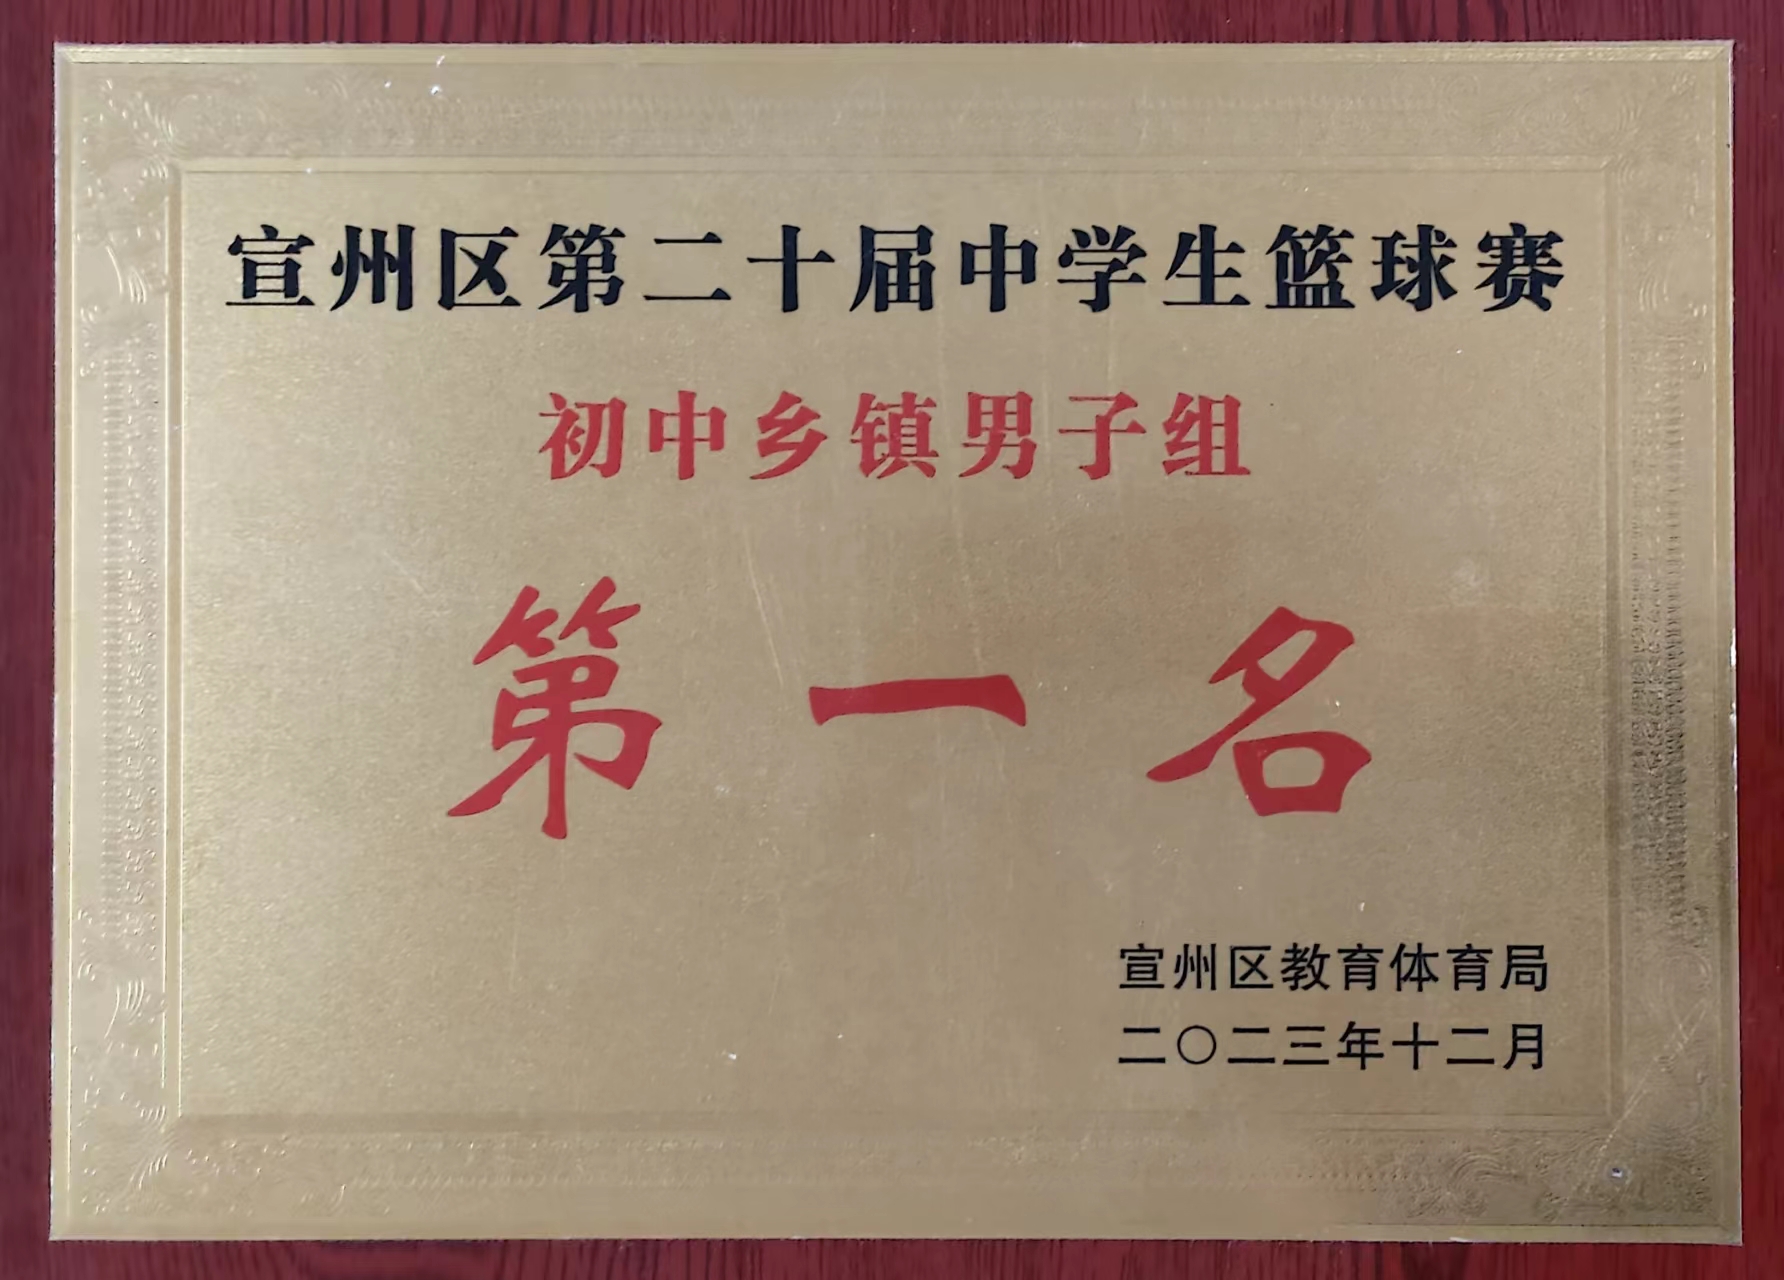 宣州区第二十届中学生篮球赛
初中乡镇男子组
第一名
宣州区教育体育局
二〇二三年十二月